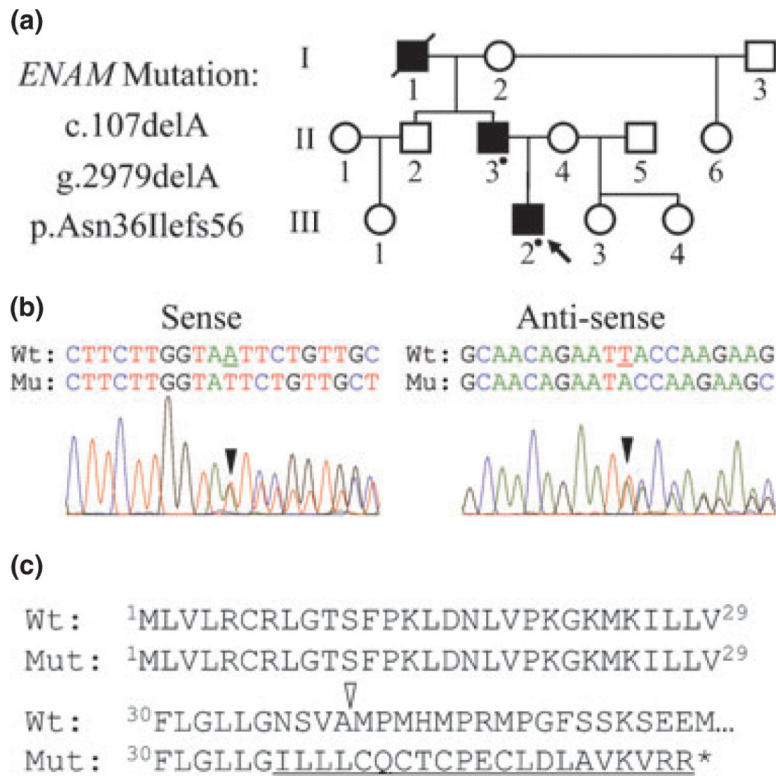 (a)
ENAM Mutation:
c.107delA
g.2979delA
p.Asn36Ilefs56
I
1 2 3
II
1 2 3 4 5 6
III
1 2 3 4
(b)
Sense
Wt: CTTCTTGGTAATTCTGTTGC
Mu: CTTCTTGGTATTCTGTTGCT
Anti-sense
Wt: GCAACAGAATTACCAAGAAG
Mu: GCAACAGAATACCAAGAAGC
(c)
Wt: 1MLVLRCRLGTSFPKLDNLVPKGKMKILLV29
Mut: 1MLVLRCRLGTSFPKLDNLVPKGKMKILLV29
Wt: 30FLGLLGNSVAMPMHMPRMPGFSSKSEEM…
Mut: 30FLGLLGILLLCQCTCPECLDLAVKVRR*